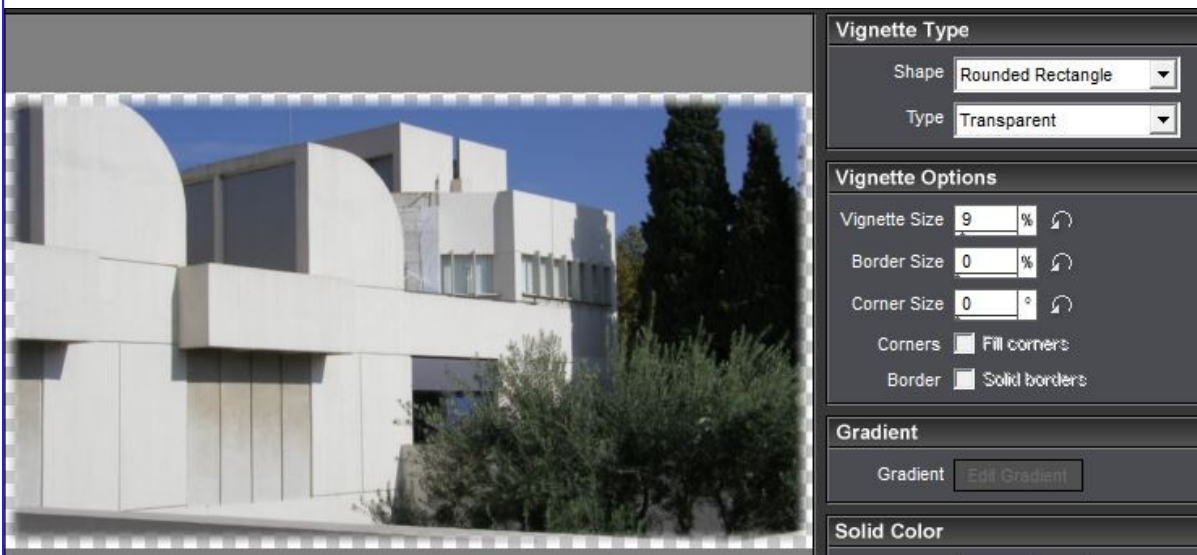 Vignette Type
Shape Rounded Rectangle
Type Transparent
Vignette Options
Vignette Size 9 %
Border Size 0 %
Corner Size 0 °
Corners Fill corners
Border Solid borders
Gradient
Gradient Edit Gradient
Solid Color